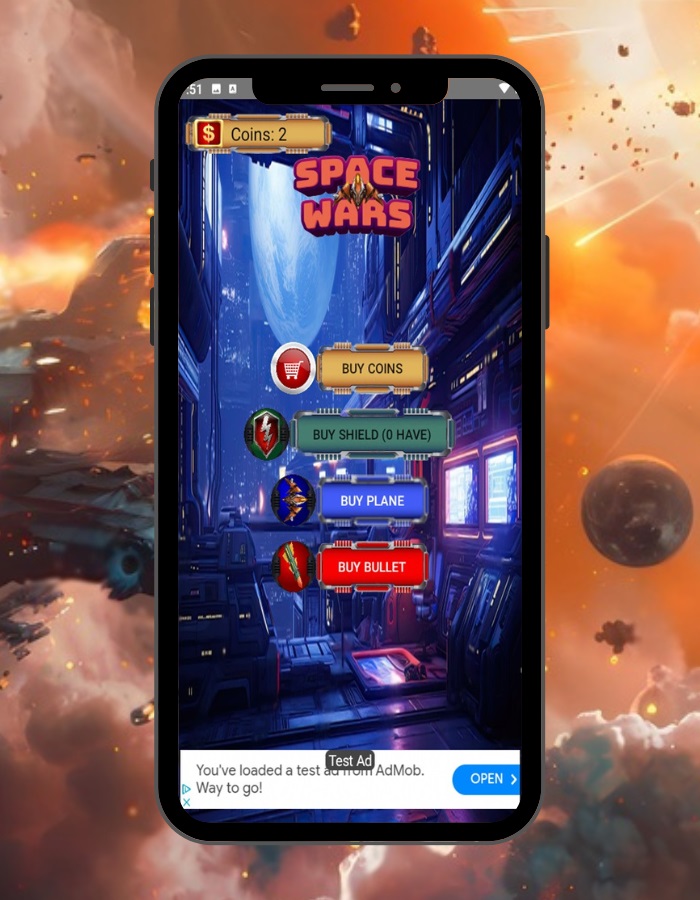 :51
Coins: 2
SPACE
WARS
BUY COINS
BUY SHIELD (0 HAVE)
BUY PLANE
BUY BULLET
Test Ad
You've loaded a test ad from AdMob.
Way to go!
OPEN